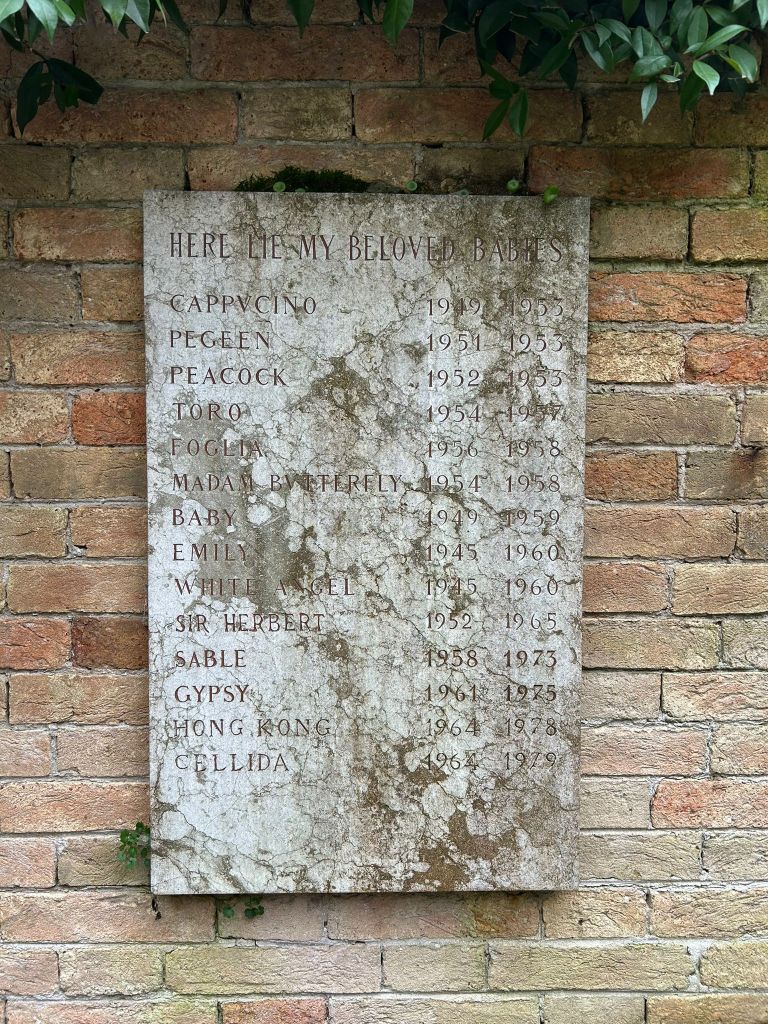 HERE LIE MY BELOVED BABIES
CAPPVCINO 1949 1953
PEGEEN 1951 1953
PEACOCK 1952 1953
TORO 1954 1957
FOGLIA 1956 1958
MADAM BVTTERFLY 1954 1958
BABY 1949 1959
EMILY 1945 1960
WHITE ANGEL 1945 1960
SIR HERBERT 1952 1965
SABLE 1958 1973
GYPSY 1961 1975
HONG KONG 1964 1978
CELLIDA 1964 1979